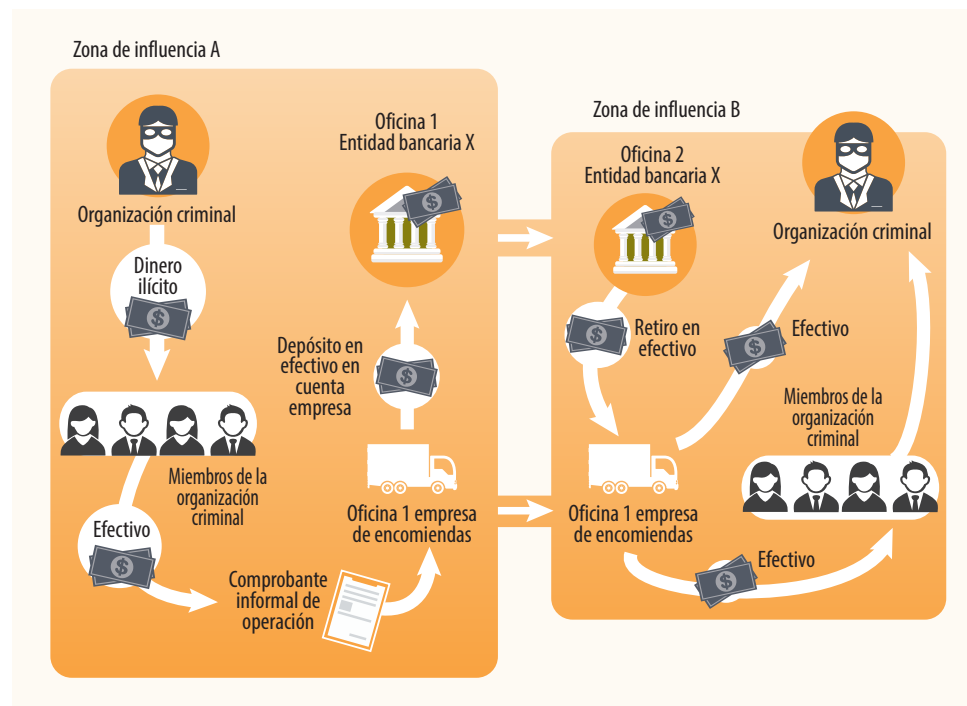 Zona de influencia A
Organización criminal
Dinero
ilícito
$
Miembros de la
organización
criminal
Efectivo
$
Comprobante
informal de
operación
Oficina 1 empresa
de encomiendas
Depósito en
efectivo en
cuenta
empresa
$
Oficina 1
Entidad bancaria X
$
Zona de influencia B
Oficina 2
Entidad bancaria X
$
Retiro en
efectivo
$
Oficina 1 empresa
de encomiendas
Efectivo
$
Organización criminal
Miembros de la
organización
criminal
Efectivo
$